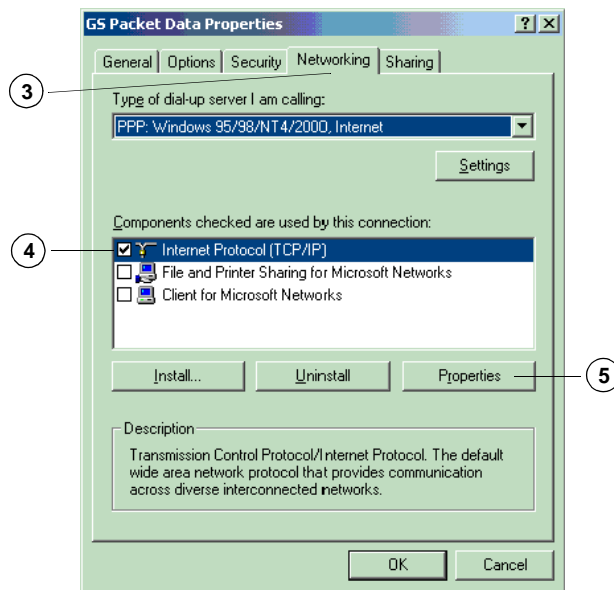 GS Packet Data Properties
General Options Security Networking Sharing
3
Type of dial-up server I am calling:
PPP: Windows 95/98/NT4/2000, Internet
Settings
Components checked are used by this connection:
4
Internet Protocol (TCP/IP)
File and Printer Sharing for Microsoft Networks
Client for Microsoft Networks
Install... Uninstall Properties
5
Description
Transmission Control Protocol/Internet Protocol. The default
wide area network protocol that provides communication
across diverse interconnected networks.
OK Cancel